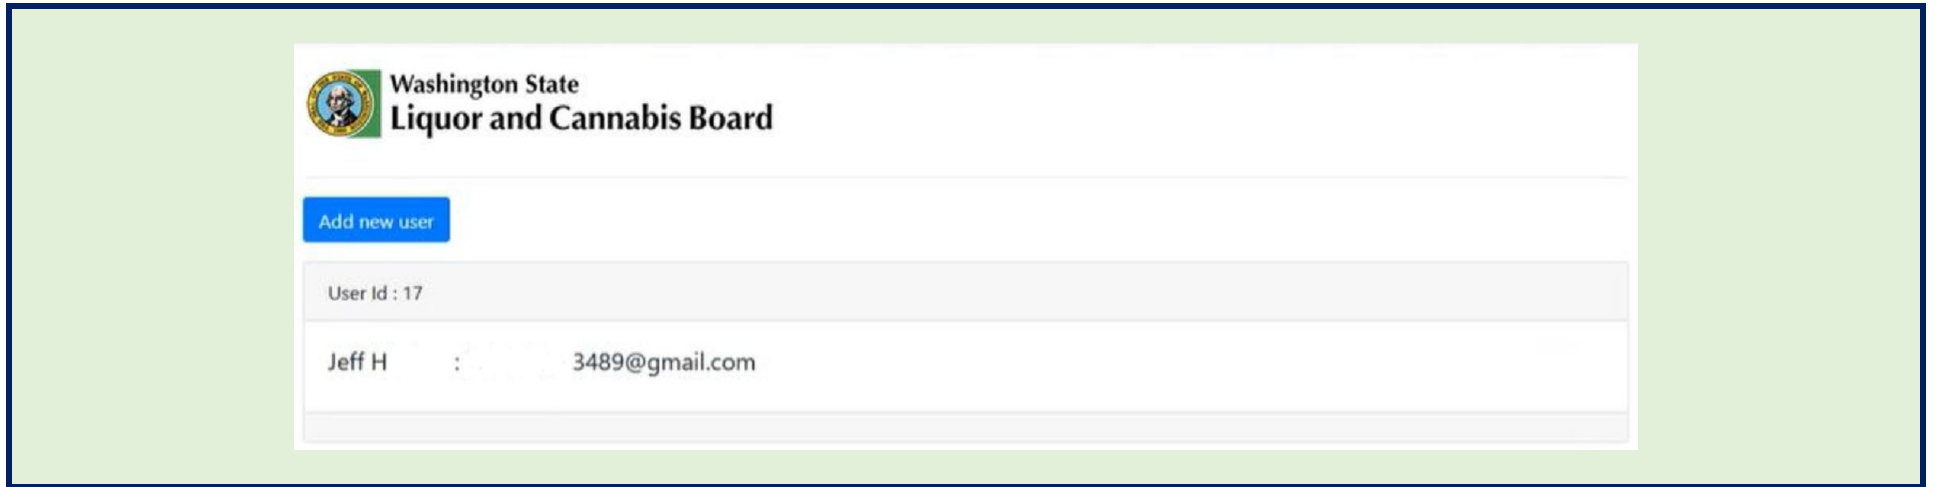 Washington State
Liquor and Cannabis Board
Add new user
User Id : 17
Jeff H : 3489@gmail.com